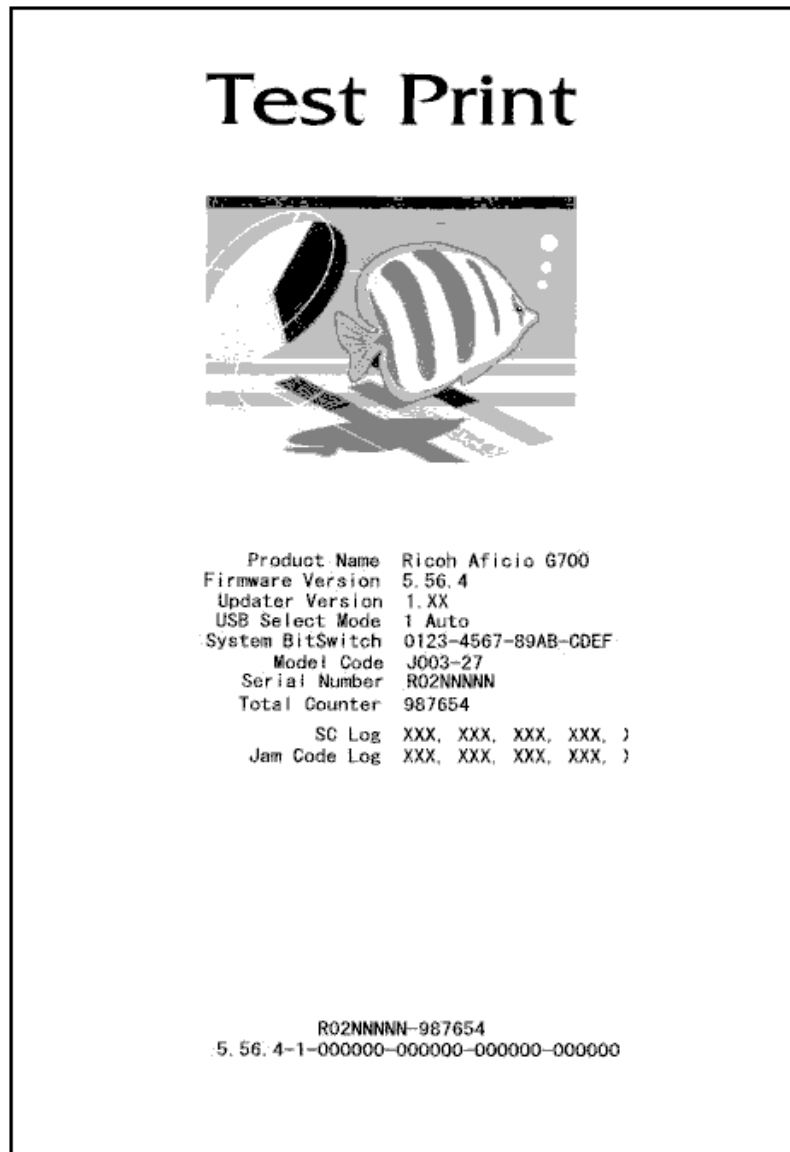 Test Print
Product Name Ricoh Aficio G700
Firmware Version 5.56.4
Updater Version 1.XX
USB Select Mode 1 Auto
System BitSwitch 0123-4567-89AB-CDEF
Model Code J003-27
Serial Number R02NNNNN
Total Counter 987654
SC Log XXX, XXX, XXX, XXX,
Jam Code Log XXX, XXX, XXX, XXX,
R02NNNNN-987654
5.56.4-1-000000-000000-000000-000000